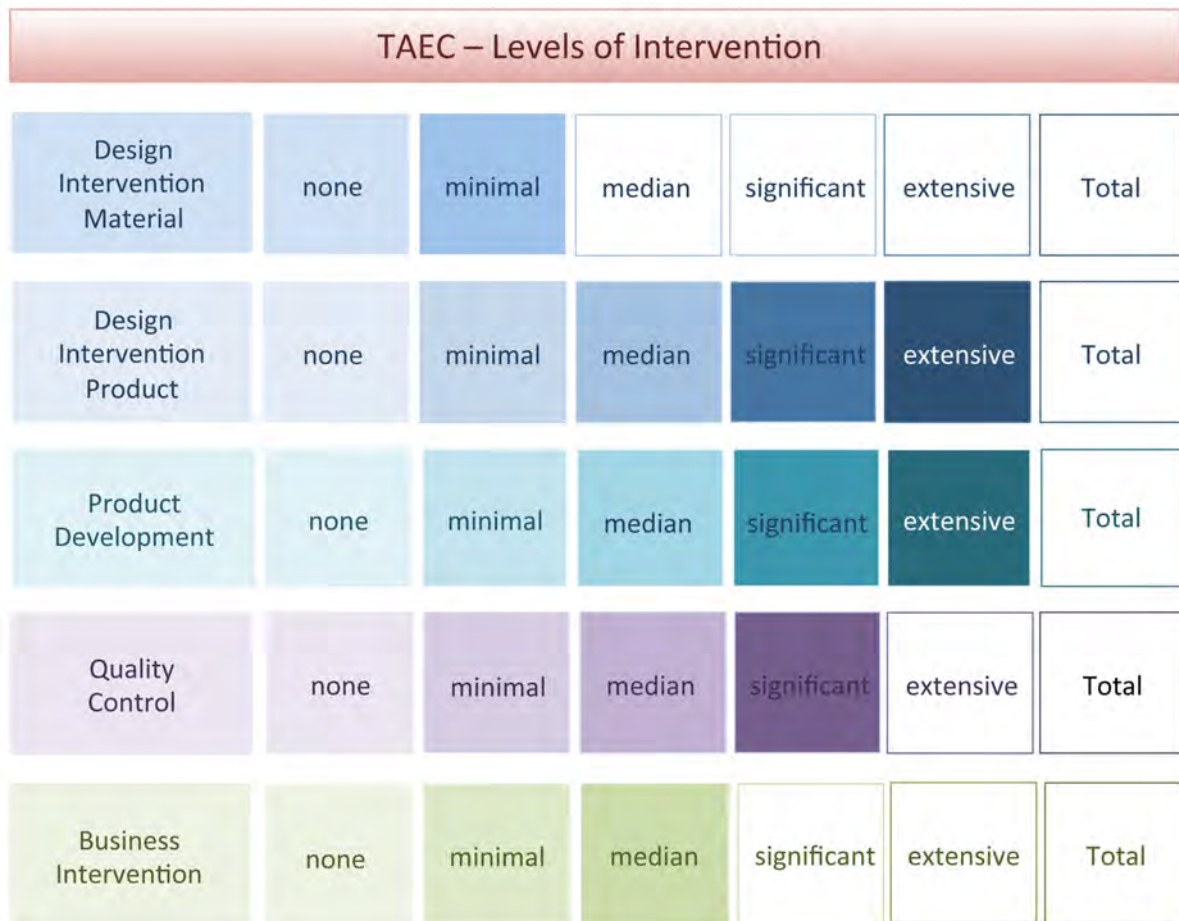 TAEC – Levels of Intervention
Design
Intervention
Material
none
minimal
median
significant
extensive
Total
Design
Intervention
Product
none
minimal
median
significant
extensive
Total
Product
Development
none
minimal
median
significant
extensive
Total
Quality
Control
none
minimal
median
significant
extensive
Total
Business
Intervention
none
minimal
median
significant
extensive
Total